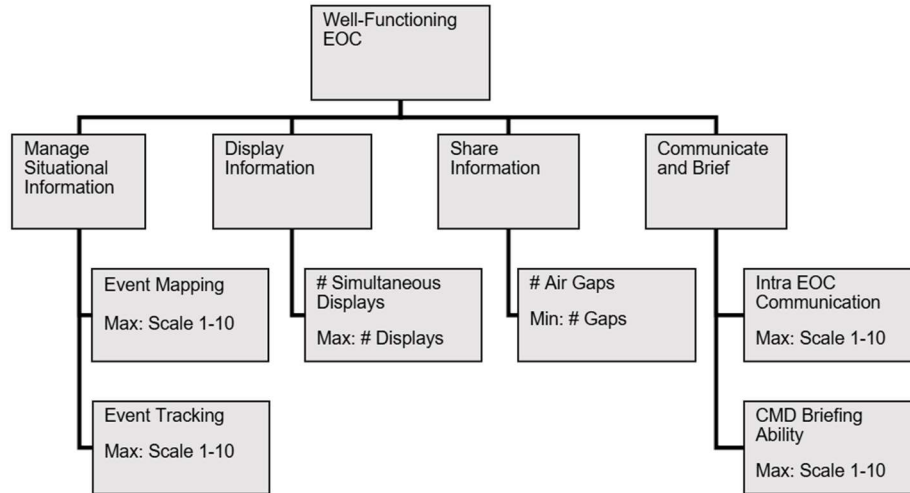 Well-Functioning
EOC
Manage
Situational
Information
Display
Information
Share
Information
Communicate
and Brief
Event Mapping
Max: Scale 1-10
# Simultaneous
Displays
Max: # Displays
# Air Gaps
Min: # Gaps
Intra EOC
Communication
Max: Scale 1-10
Event Tracking
Max: Scale 1-10
CMD Briefing
Ability
Max: Scale 1-10